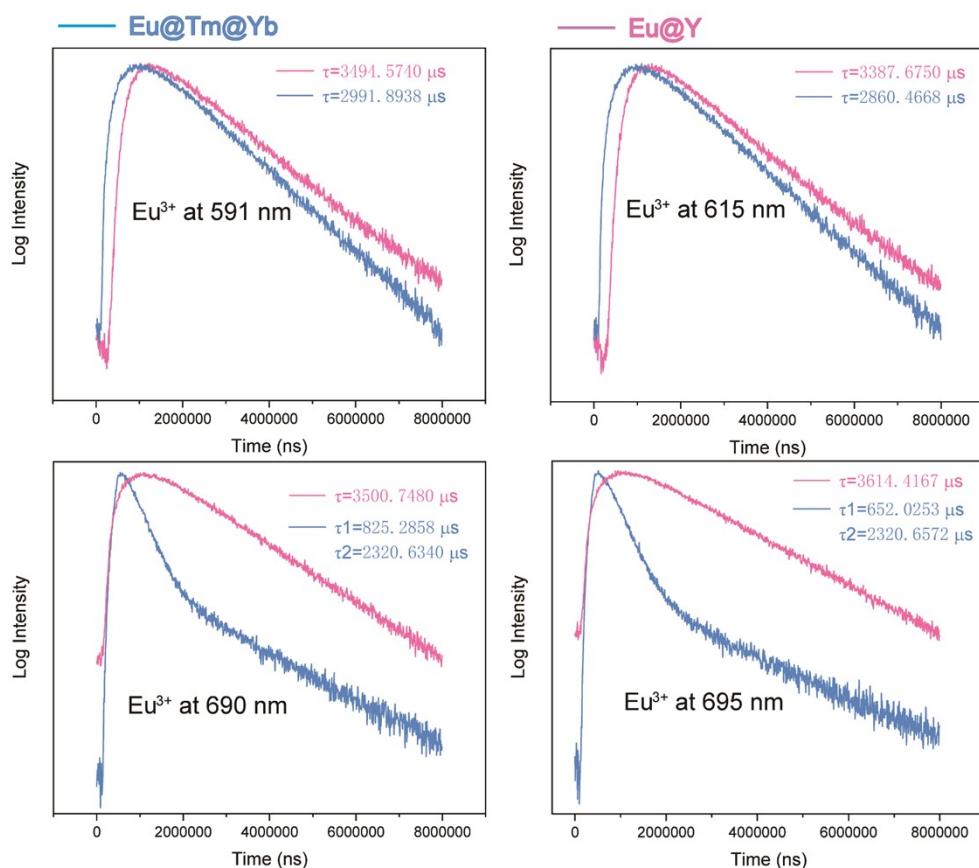 Eu@Tm@Yb
Eu@Y
Log Intensity
τ=3494.5740 μs
τ=2991.8938 μs
Eu³⁺ at 591 nm
0 2000000 4000000 6000000 8000000
Time (ns)
Log Intensity
τ=3387.6750 μs
τ=2860.4668 μs
Eu³⁺ at 615 nm
0 2000000 4000000 6000000 8000000
Time (ns)
Log Intensity
τ=3500.7480 μs
τ1=825.2858 μs
τ2=2320.6340 μs
Eu³⁺ at 690 nm
0 2000000 4000000 6000000 8000000
Time (ns)
Log Intensity
τ=3614.4167 μs
τ1=652.0253 μs
τ2=2320.6572 μs
Eu³⁺ at 695 nm
0 2000000 4000000 6000000 8000000
Time (ns)